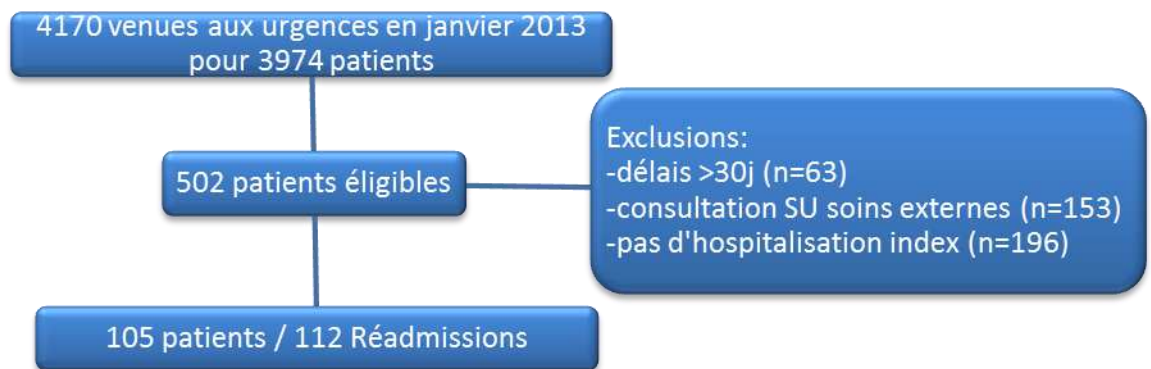 4170 venues aux urgences en janvier 2013
pour 3974 patients
502 patients éligibles
Exclusions:
-délais >30j (n=63)
-consultation SU soins externes (n=153)
-pas d'hospitalisation index (n=196)
105 patients / 112 Réadmissions